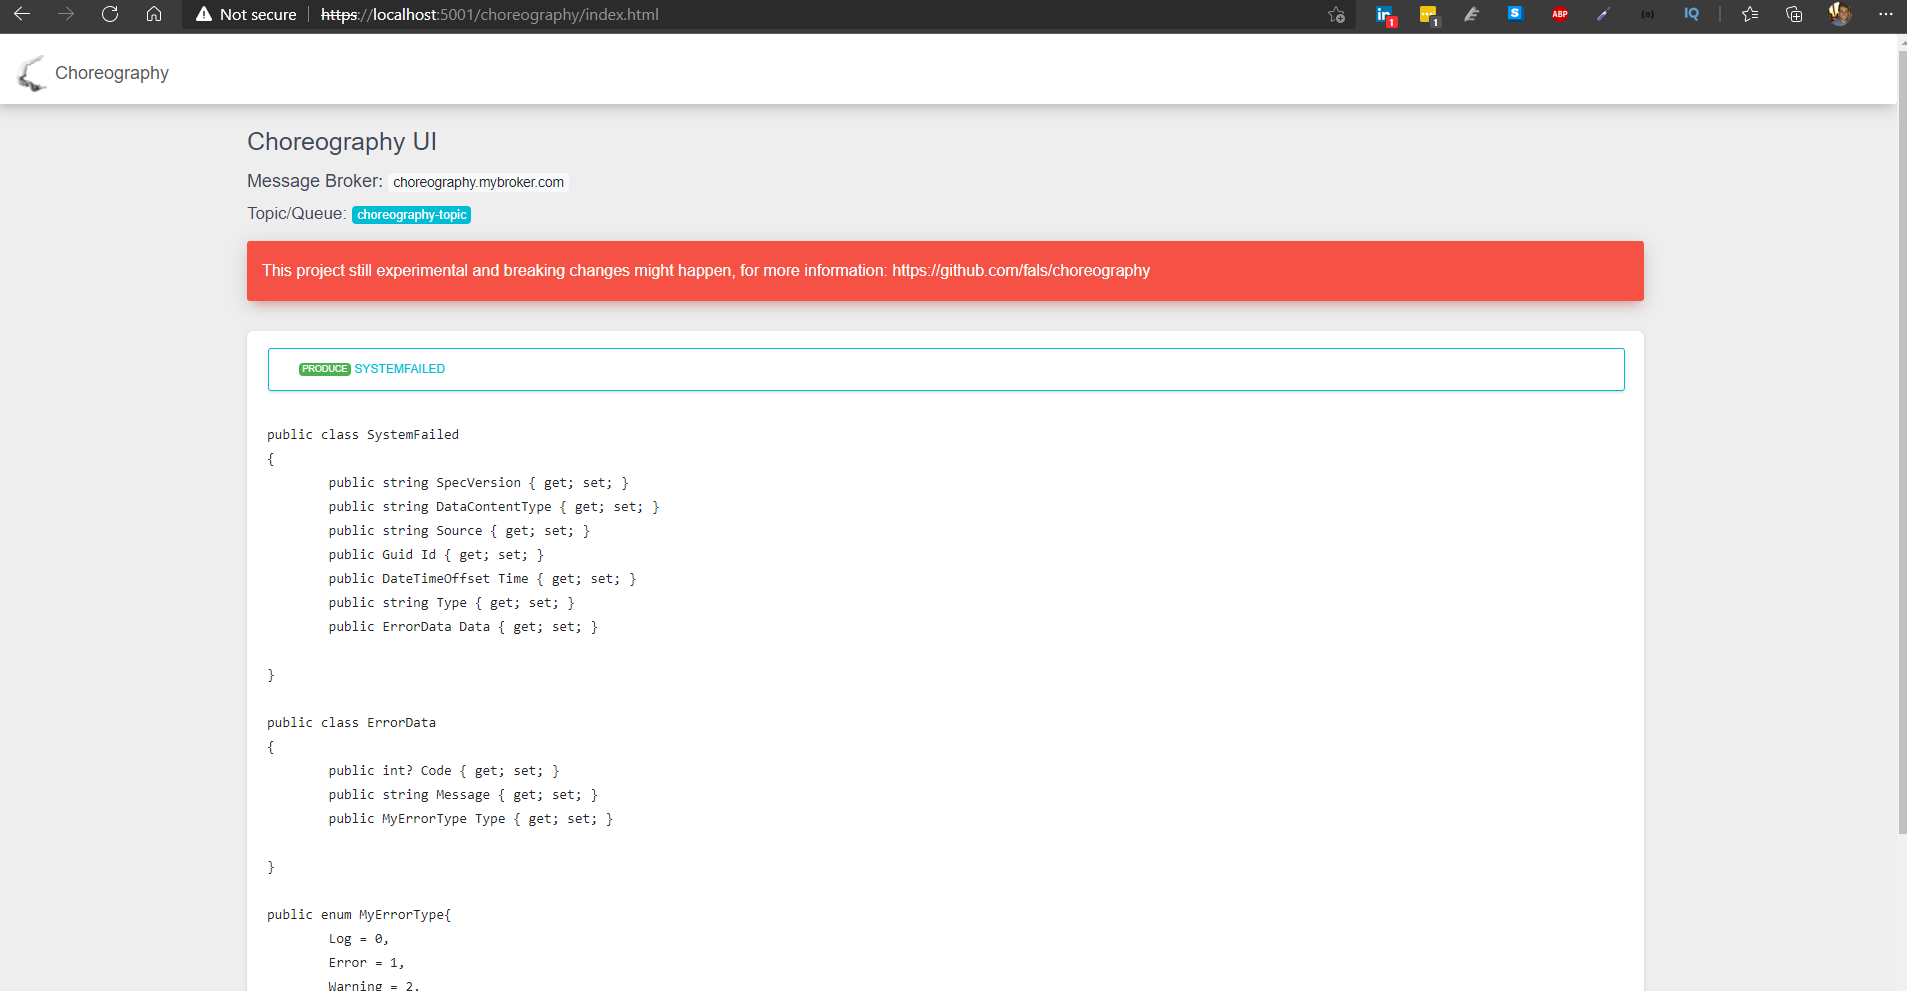 Not secure https://localhost:5001/choreography/index.html
1
1
S
ABP
IQ
Choreography
Choreography UI
Message Broker: choreography.mybroker.com
Topic/Queue: choreography-topic
This project still experimental and breaking changes might happen, for more information: https://github.com/fals/choreography
PRODUCE SYSTEMFAILED
public class SystemFailed
{
public string SpecVersion { get; set; }
public string DataContentType { get; set; }
public string Source { get; set; }
public Guid Id { get; set; }
public DateTimeOffset Time { get; set; }
public string Type { get; set; }
public ErrorData Data { get; set; }
}
public class ErrorData
{
public int? Code { get; set; }
public string Message { get; set; }
public MyErrorType Type { get; set; }
}
public enum MyErrorType{
Log = 0,
Error = 1,
Warning = 2,